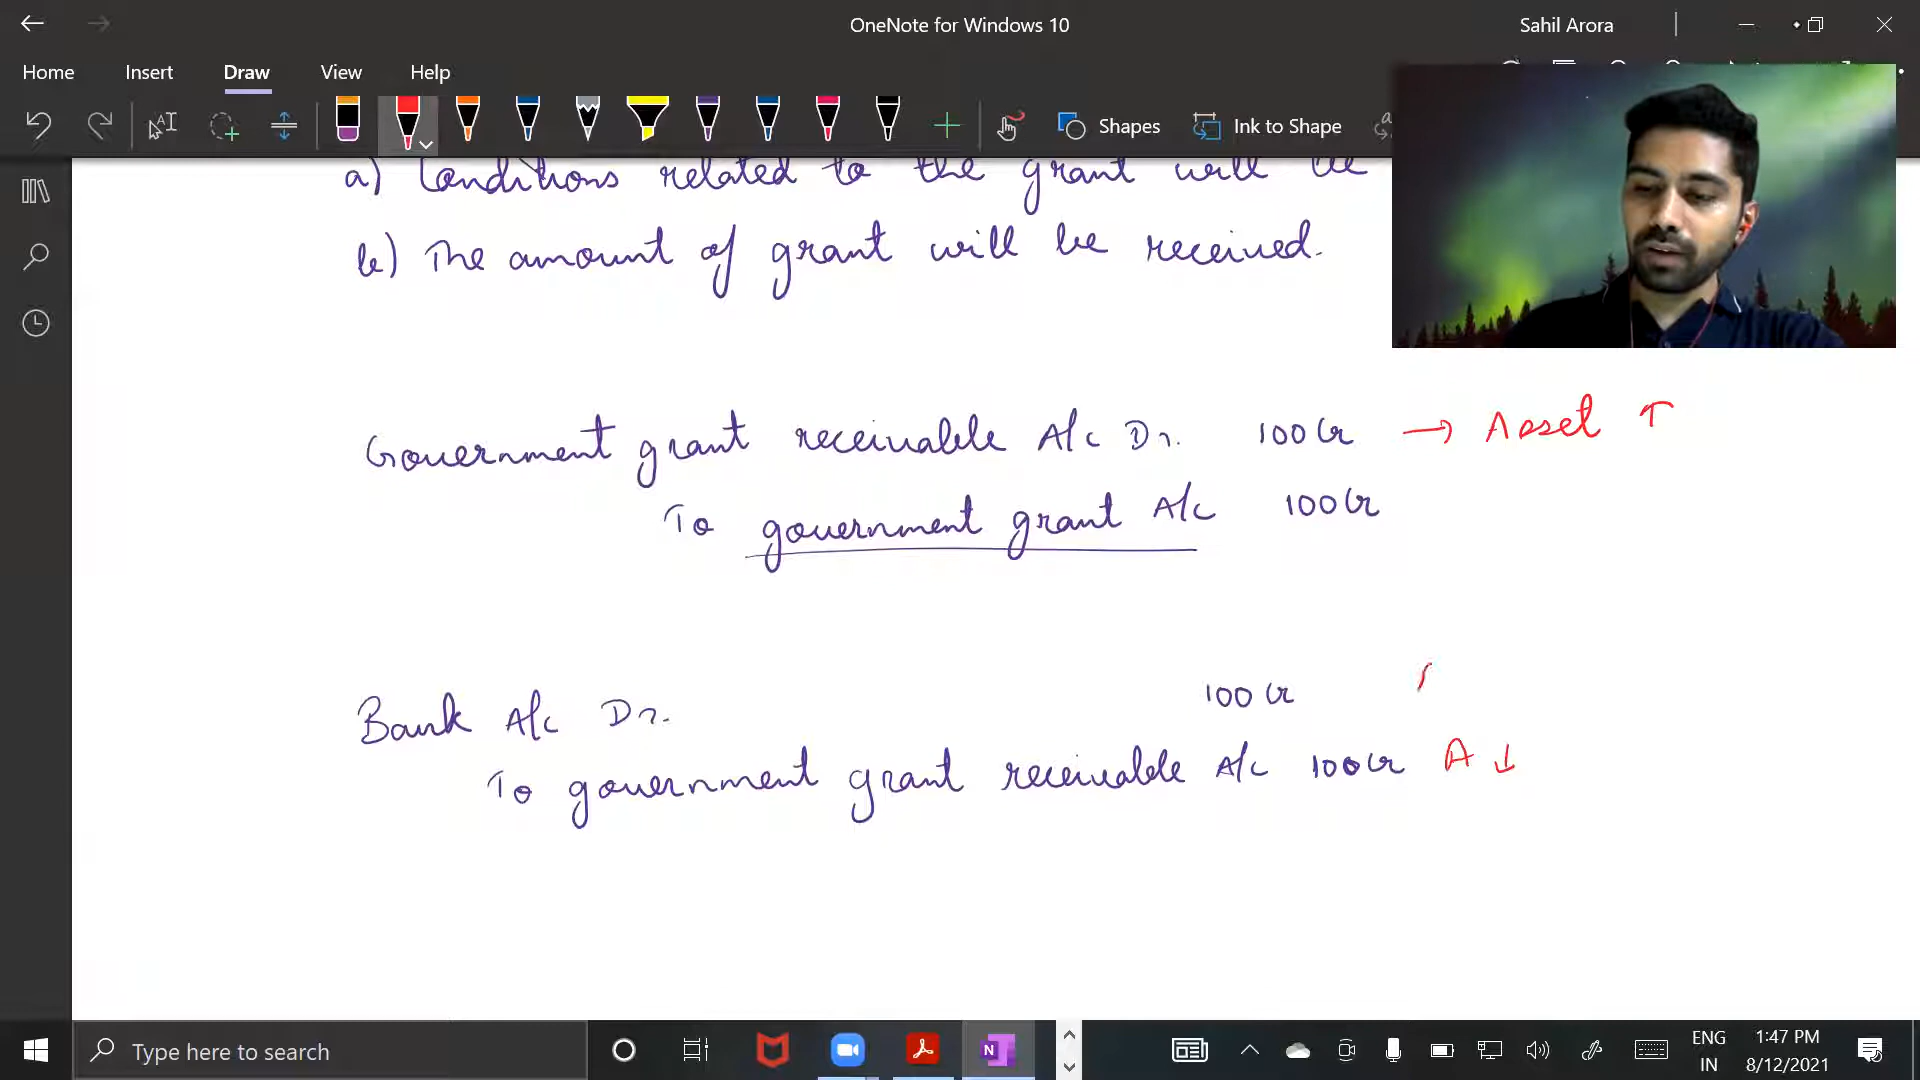 OneNote for Windows 10
Sahil Arora
Home Insert Draw View Help
Shapes Ink to Shape
a) Conditions related to the grant will be
b) The amount of grant will be received.
Government grant receivable A/c Dr. 100 Cr → Asset ↑
To government grant A/c 100 Cr
Bank A/c Dr. 100 Cr
To government grant receivable A/c 100 Cr A ↓
Type here to search
ENG
IN
1:47 PM
8/12/2021